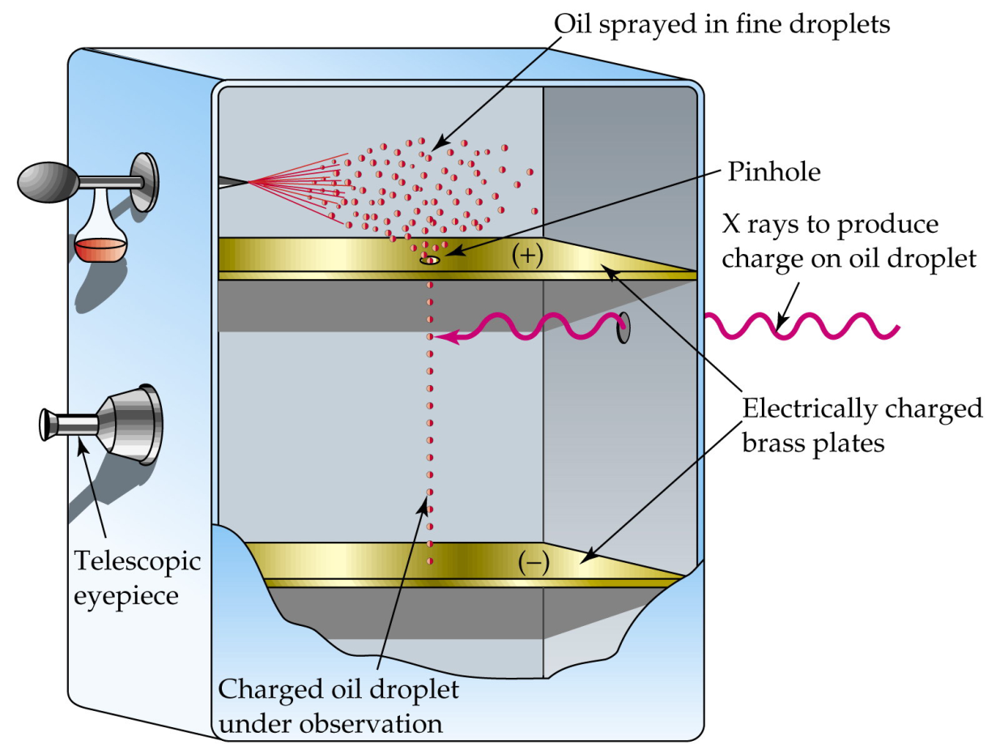 Oil sprayed in fine droplets
Pinhole
X rays to produce
charge on oil droplet
(+)
Electrically charged
brass plates
(–)
Telescopic
eyepiece
Charged oil droplet
under observation